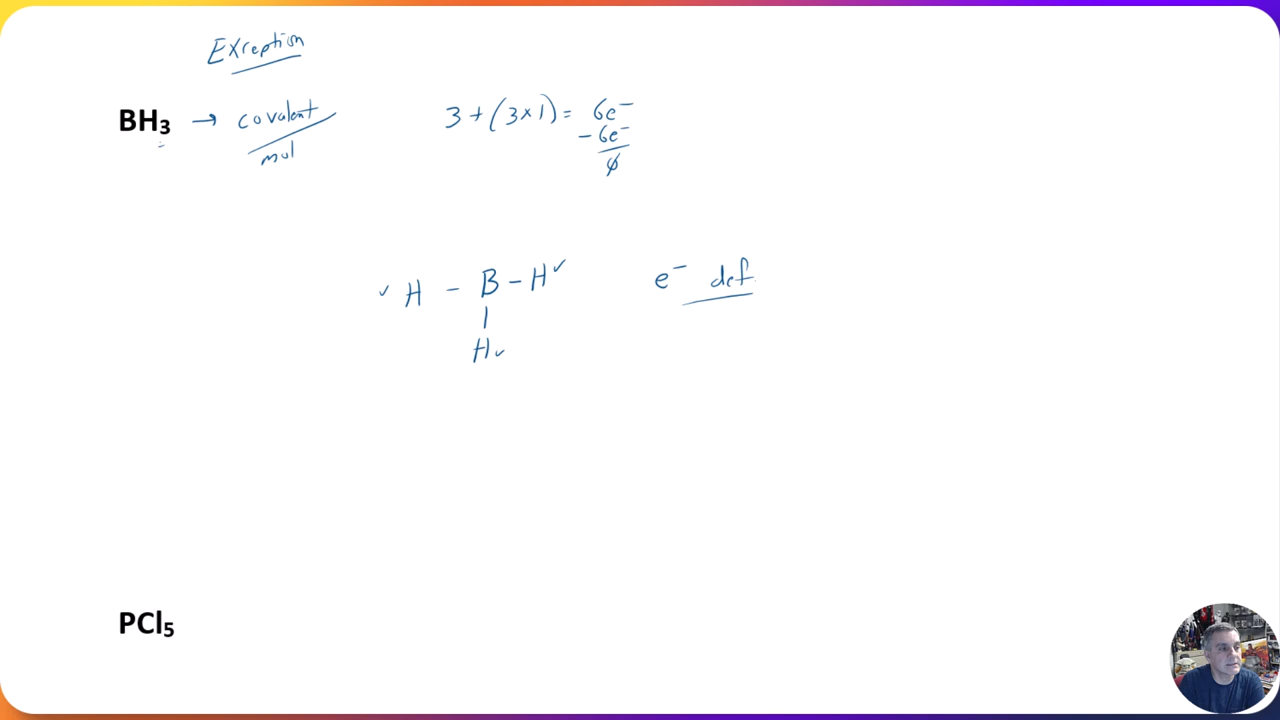 Exception
BH₃ → covalent 3 + (3×1) = 6e⁻
mol - 6e⁻
∅
✓ H - B - H ✓ e⁻ def.
|
H ✓
PCl₅